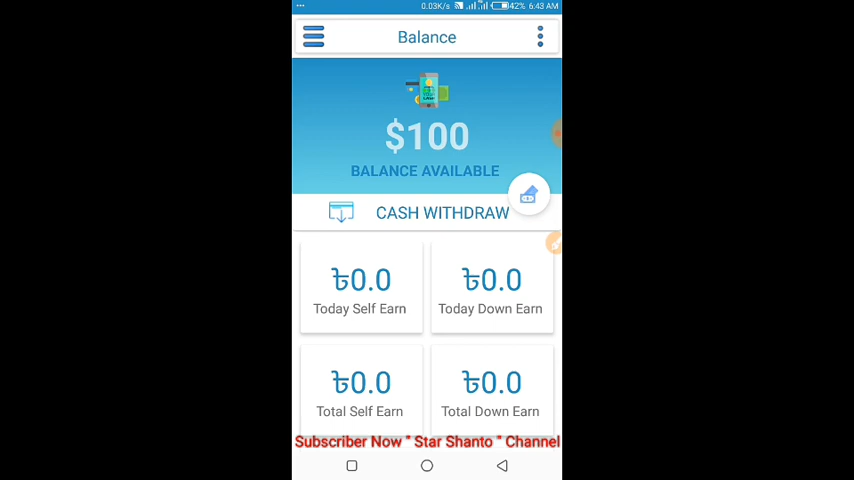 0.03K/s 42% 6:43 AM
Balance
$100
BALANCE AVAILABLE
CASH WITHDRAW
৳0.0 ৳0.0
Today Self Earn Today Down Earn
৳0.0 ৳0.0
Total Self Earn Total Down Earn
Subscriber Now " Star Shanto " Channel